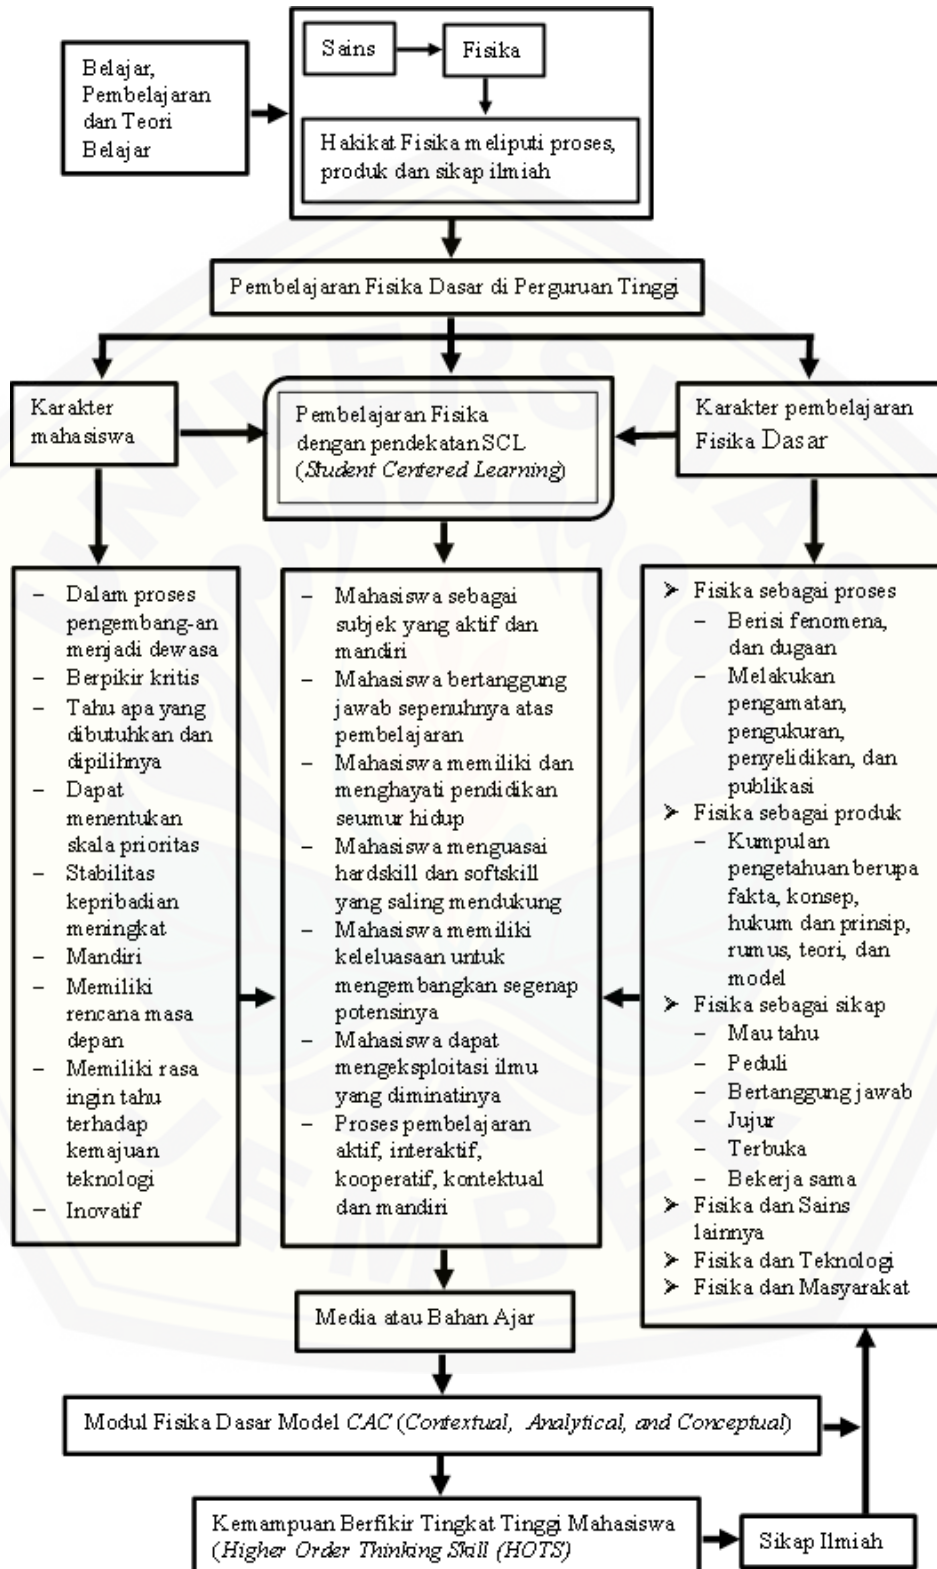 Sains
Fisika
Belajar,
Pembelajaran
dan Teori
Belajar
Hakikat Fisika meliputi proses,
produk dan sikap ilmiah
Pembelajaran Fisika Dasar di Perguruan Tinggi
Karakter
mahasiswa
Pembelajaran Fisika
dengan pendekatan SCL
(Student Centered Learning)
Karakter pembelajaran
Fisika Dasar
– Dalam proses
pengembang-an
menjadi dewasa
– Berpikir kritis
– Tahu apa yang
dibutuhkan dan
dipilihnya
– Dapat
menentukan
skala prioritas
– Stabilitas
kepribadian
meningkat
– Mandiri
– Memiliki
rencana masa
depan
– Memiliki rasa
ingin tahu
terhadap
kemajuan
teknologi
– Inovatif
– Mahasiswa sebagai
subjek yang aktif dan
mandiri
– Mahasiswa bertanggung
jawab sepenuhnya atas
pembelajaran
– Mahasiswa memiliki dan
menghayati pendidikan
seumur hidup
– Mahasiswa menguasai
hardskill dan softskill
yang saling mendukung
– Mahasiswa memiliki
keleluasaan untuk
mengembangkan segenap
potensinya
– Mahasiswa dapat
mengeksploitasi ilmu
yang diminatinya
– Proses pembelajaran
aktif, interaktif,
kooperatif, kontektual
dan mandiri
➢ Fisika sebagai proses
– Berisi fenomena,
dan dugaan
– Melakukan
pengamatan,
pengukuran,
penyelidikan, dan
publikasi
➢ Fisika sebagai produk
– Kumpulan
pengetahuan berupa
fakta, konsep,
hukum dan prinsip,
rumus, teori, dan
model
➢ Fisika sebagai sikap
– Mau tahu
– Peduli
– Bertanggung jawab
– Jujur
– Terbuka
– Bekerja sama
➢ Fisika dan Sains
lainnya
➢ Fisika dan Teknologi
➢ Fisika dan Masyarakat
Media atau Bahan Ajar
Modul Fisika Dasar Model CAC (Contextual, Analytical, and Conceptual)
Kemampuan Berfikir Tingkat Tinggi Mahasiswa
(Higher Order Thinking Skill (HOTS)
Sikap Ilmiah
UNIVERSITAS
JEMBER